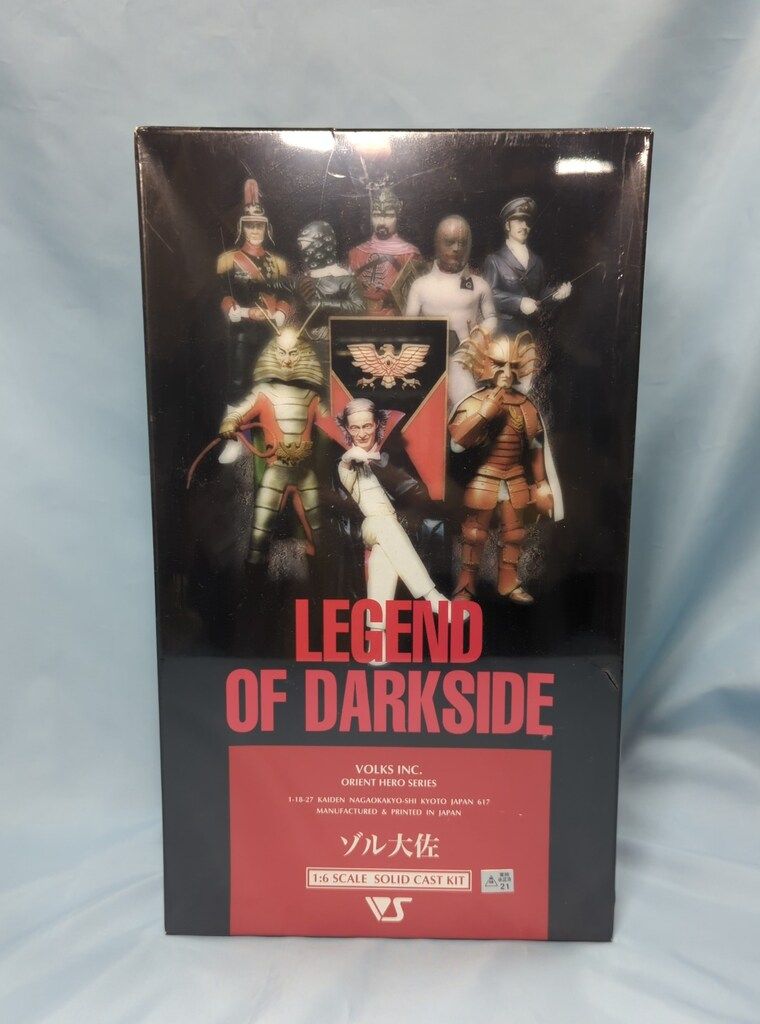 LEGEND
OF DARKSIDE
VOLKS INC.
ORIENT HERO SERIES
1-18-27 KAIDEN NAGAOKAKYO-SHI KYOTO JAPAN 617
MANUFACTURED & PRINTED IN JAPAN
ゾル大佐
1:6 SCALE SOLID CAST KIT
21
VS